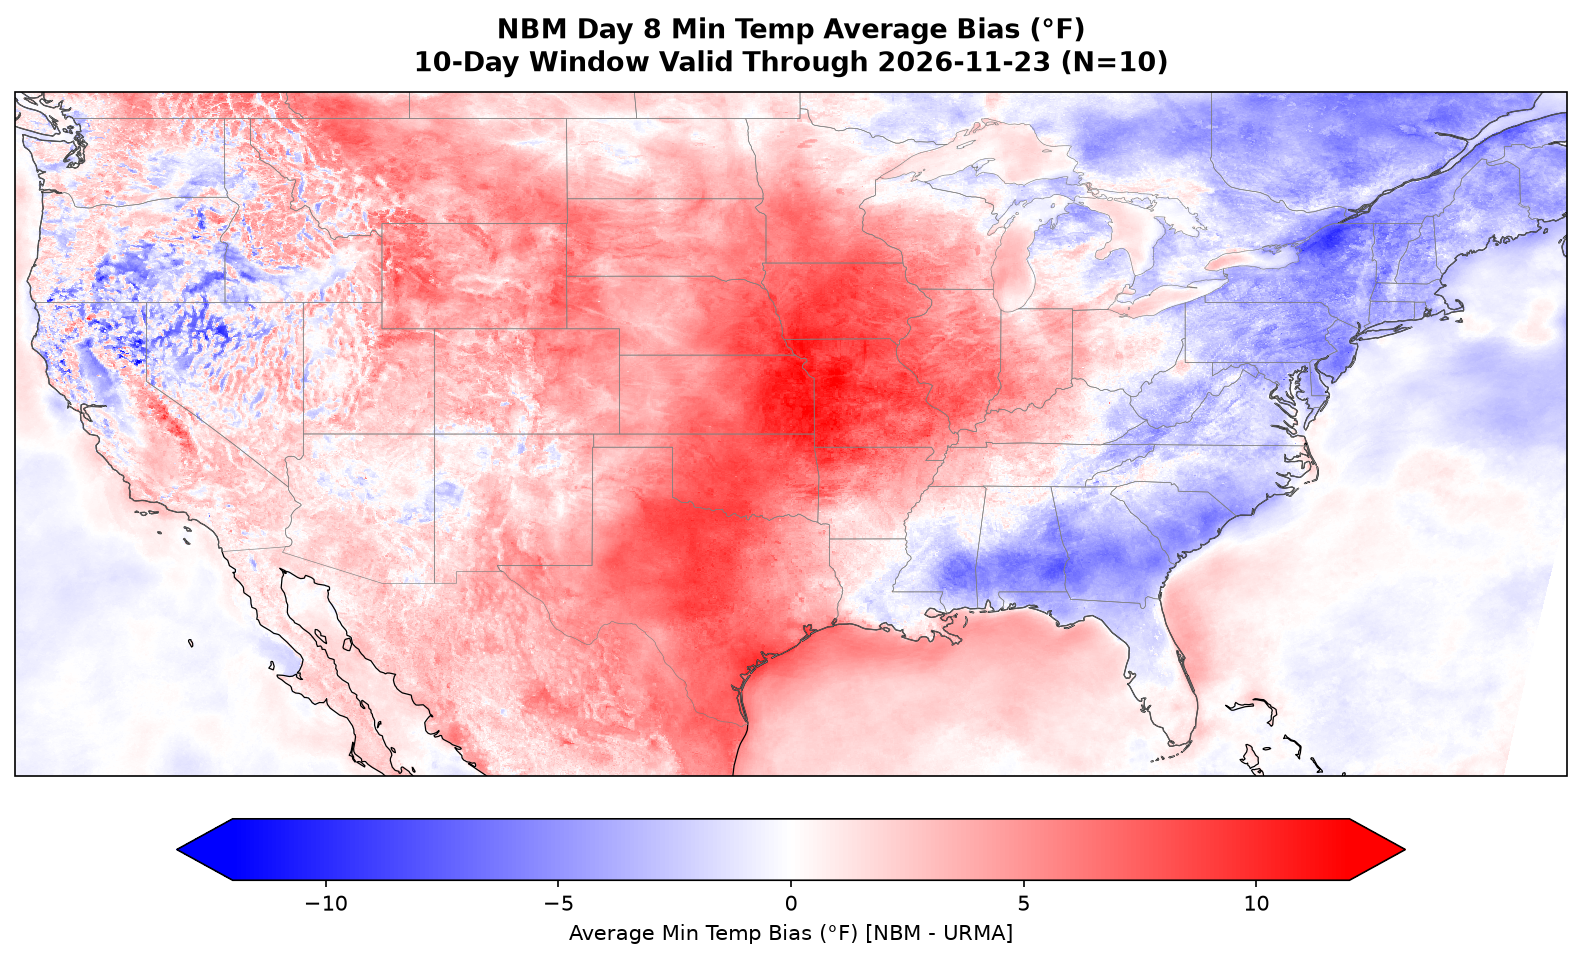 NBM Day 8 Min Temp Average Bias (°F)
10-Day Window Valid Through 2026-11-23 (N=10)
−10 −5 0 5 10
Average Min Temp Bias (°F) [NBM - URMA]